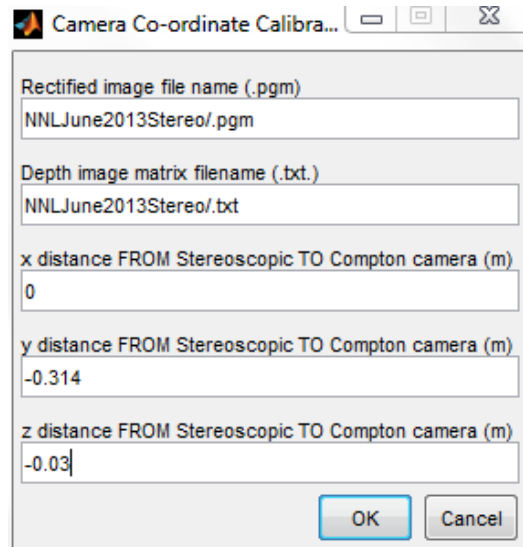 Camera Co-ordinate Calibra...
Rectified image file name (.pgm)
NNLJune2013Stereo/.pgm
Depth image matrix filename (.txt.)
NNLJune2013Stereo/.txt
x distance FROM Stereoscopic TO Compton camera (m)
0
y distance FROM Stereoscopic TO Compton camera (m)
-0.314
z distance FROM Stereoscopic TO Compton camera (m)
-0.03
OK Cancel